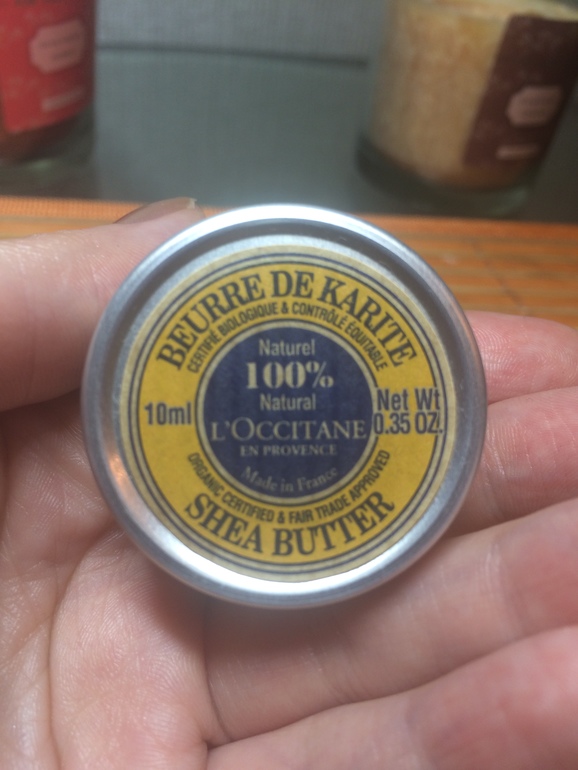 BEURRE DE KARITE
CERTIFIÉ BIOLOGIQUE & CONTRÔLÉ ÉQUITABLE
Naturel
100%
Natural
10ml
Net Wt
0.35 OZ.
L'OCCITANE
EN PROVENCE
Made in France
ORGANIC CERTIFIED & FAIR TRADE APPROVED
SHEA BUTTER